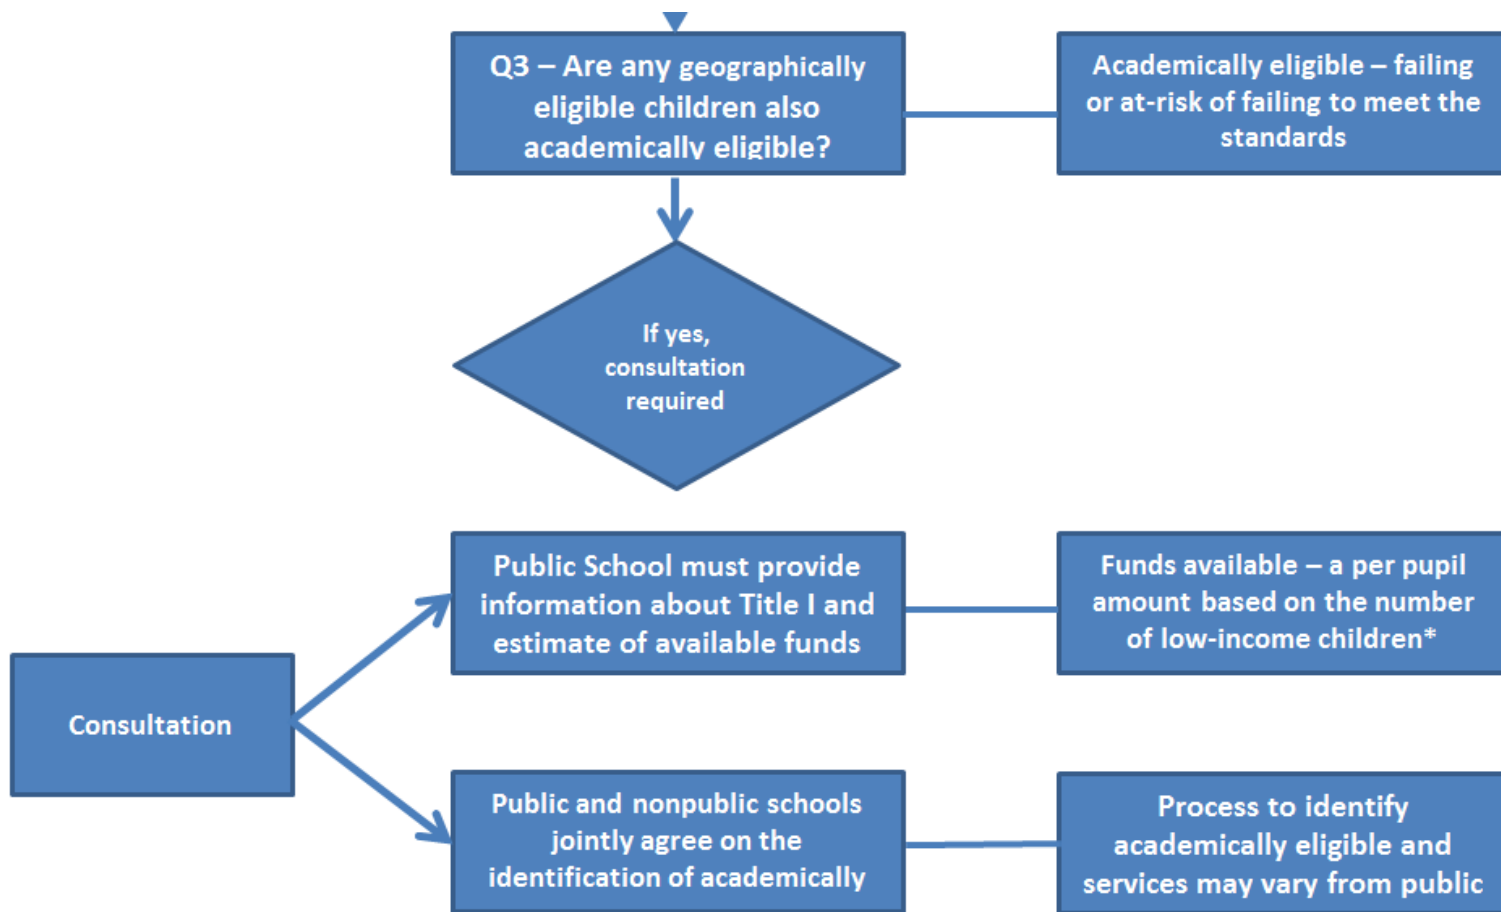 Q3 – Are any geographically
eligible children also
academically eligible?
Academically eligible – failing
or at-risk of failing to meet the
standards
If yes,
consultation
required
Public School must provide
information about Title I and
estimate of available funds
Funds available – a per pupil
amount based on the number
of low-income children*
Consultation
Public and nonpublic schools
jointly agree on the
identification of academically
Process to identify
academically eligible and
services may vary from public